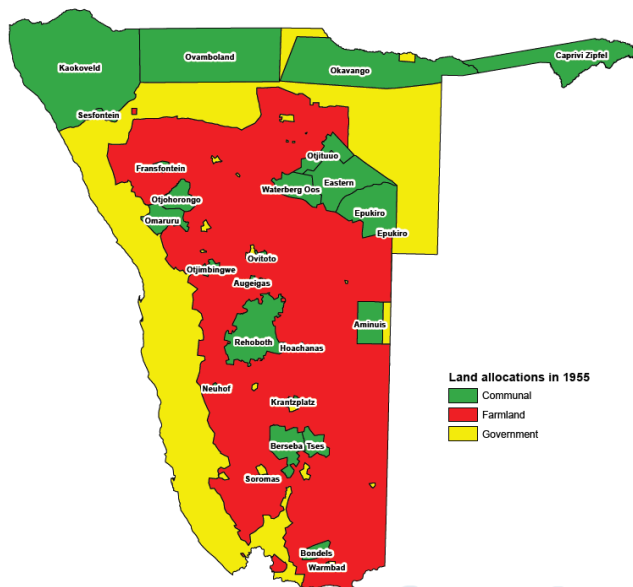 Kaokoveld
Ovamboland
Okavango
Caprivi Zipfel
Sesfontein
Otjituuo
Fransfontein
Waterberg Oos
Eastern
Otjohorongo
Epukiro
Omaruru
Epukiro
Ovitoto
Otjimbingwe
Augeigas
Aminuis
Rehoboth
Hoachanas
Land allocations in 1955
Communal
Farmland
Government
Neuhof
Krantzplatz
Berseba
Tses
Soromas
Bondels
Warmbad